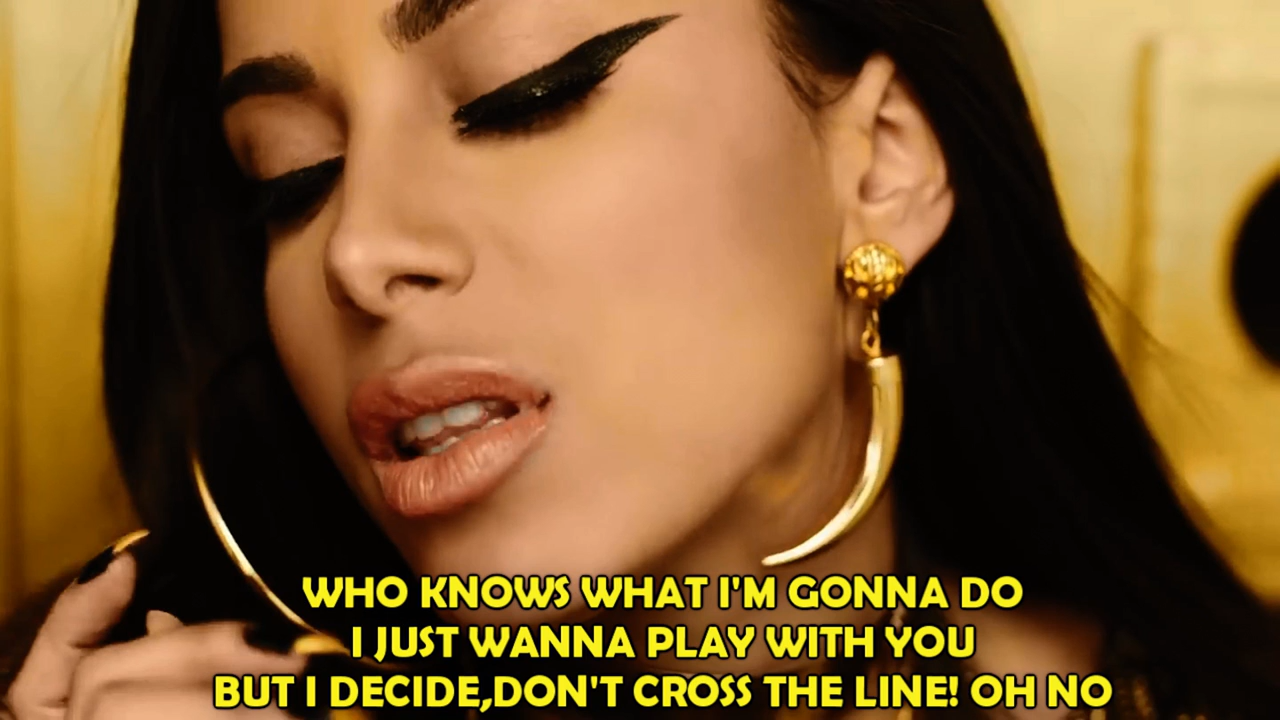 WHO KNOWS WHAT I'M GONNA DO
I JUST WANNA PLAY WITH YOU
BUT I DECIDE,DON'T CROSS THE LINE! OH NO